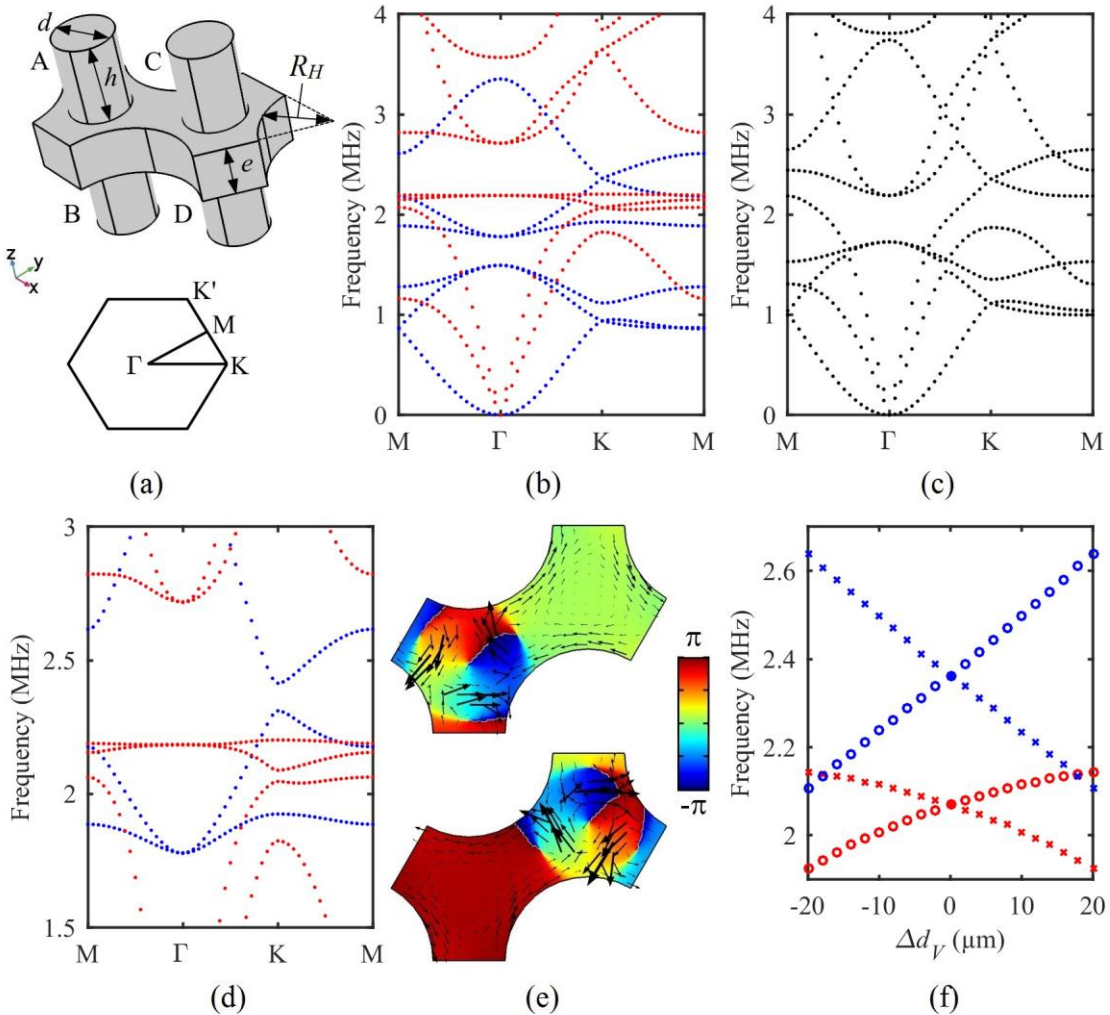 d
A
C
h
R_H
e
B
D
z
y
x
K'
M
Γ
K
(a)
Frequency (MHz)
4
3
2
1
0
M Γ K M
(b)
Frequency (MHz)
4
3
2
1
0
M Γ K M
(c)
Frequency (MHz)
3
2.5
2
1.5
M Γ K M
(d)
π
-π
(e)
Frequency (MHz)
2.6
2.4
2.2
2
-20 -10 0 10 20
Δd_V (μm)
(f)